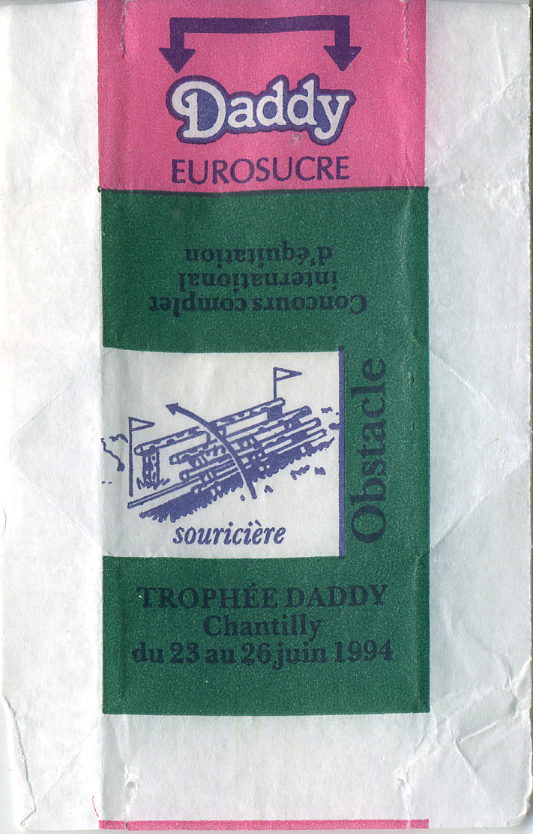 Daddy
EUROSUCRE
Concours complet
international
d'équitation
Obstacle
souricière
TROPHÉE DADDY
Chantilly
du 23 au 26 juin 1994